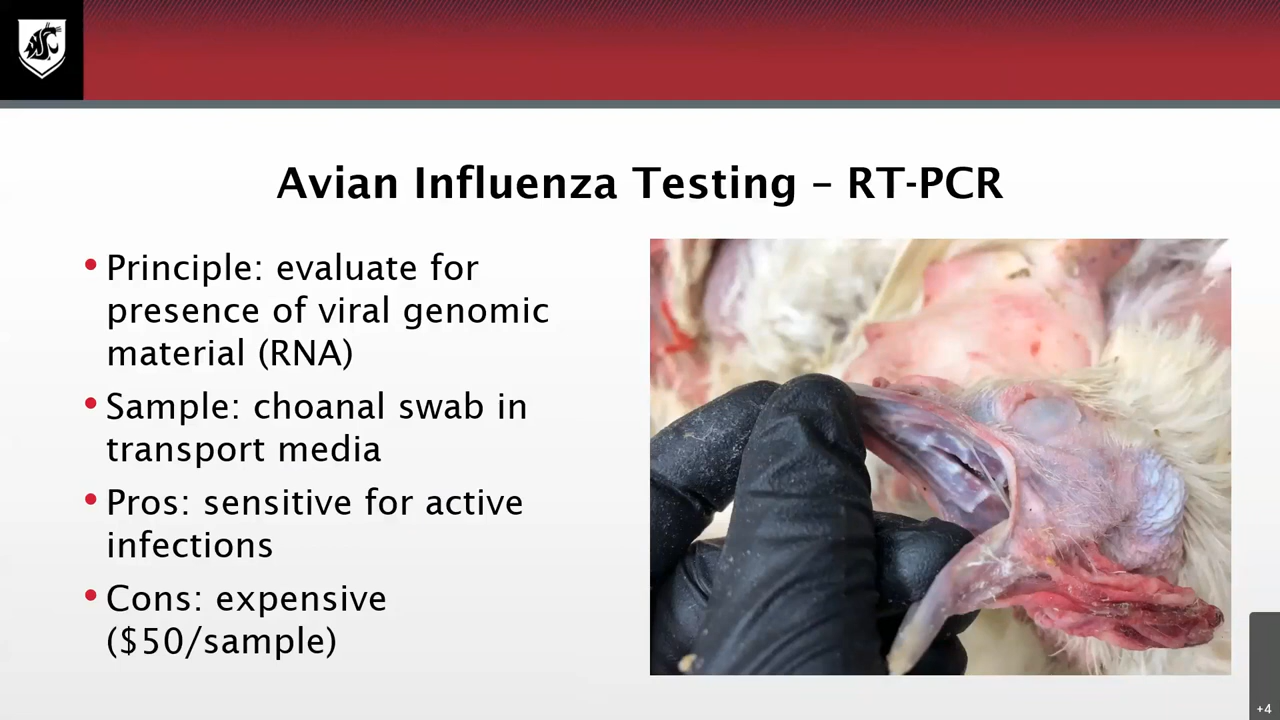 Avian Influenza Testing – RT-PCR
• Principle: evaluate for
presence of viral genomic
material (RNA)
• Sample: choanal swab in
transport media
• Pros: sensitive for active
infections
• Cons: expensive
($50/sample)
+4